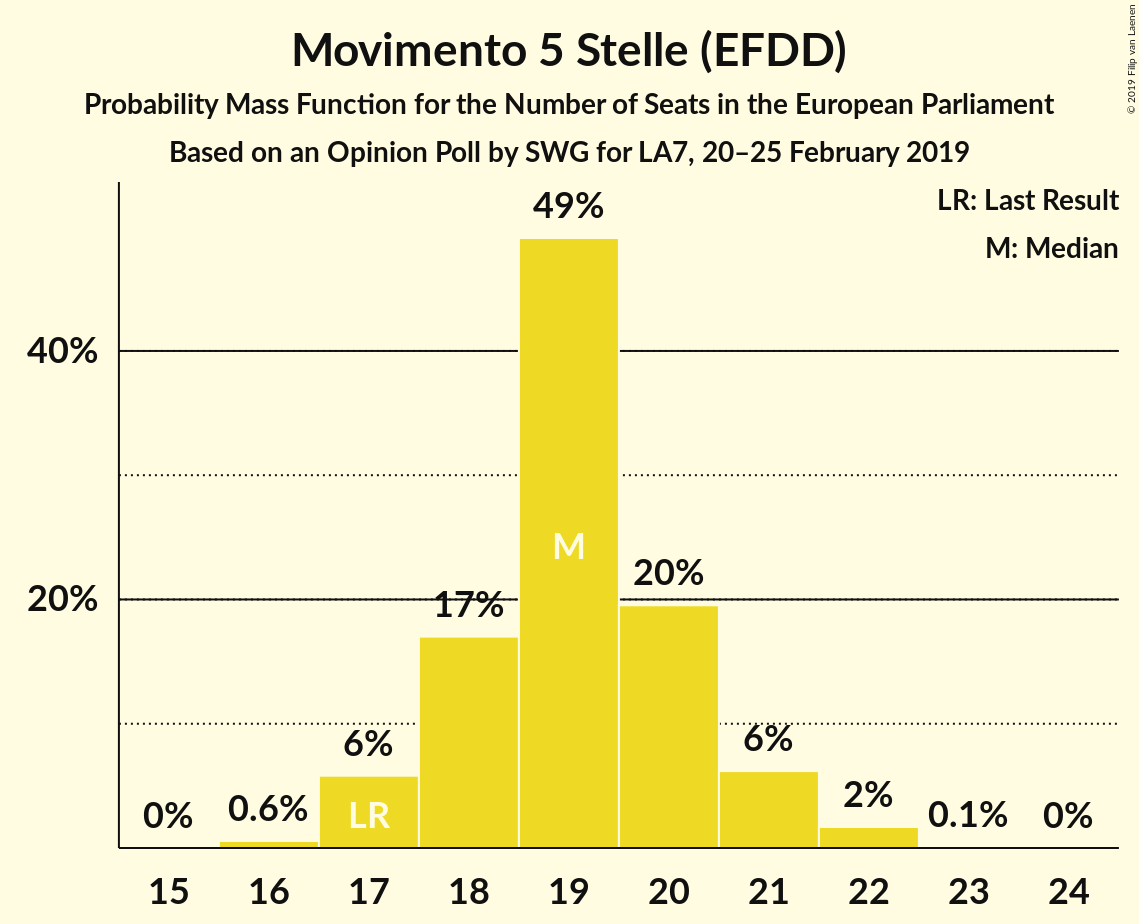 Movimento 5 Stelle (EFDD)
Probability Mass Function for the Number of Seats in the European Parliament
Based on an Opinion Poll by SWG for LA7, 20–25 February 2019
© 2019 Filip van Laenen
LR: Last Result
M: Median
49%
40%
M
20%
20%
17%
6%
6%
LR
2%
0%
0.6%
0.1%
0%
15 16 17 18 19 20 21 22 23 24